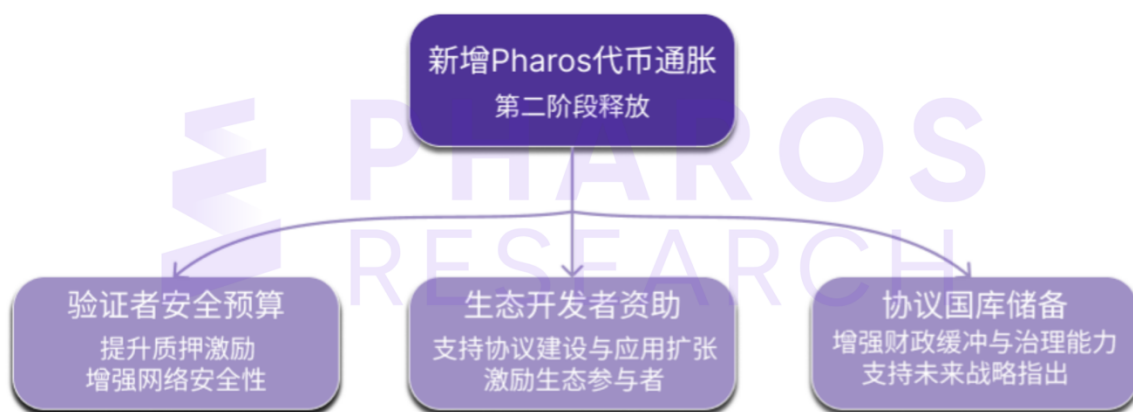 新增Pharos代币通胀
第二阶段释放
PHAROS
RESEARCH
验证者安全预算
提升质押激励
增强网络安全性
生态开发者资助
支持协议建设与应用扩张
激励生态参与者
协议国库储备
增强财政缓冲与治理能力
支持未来战略指出